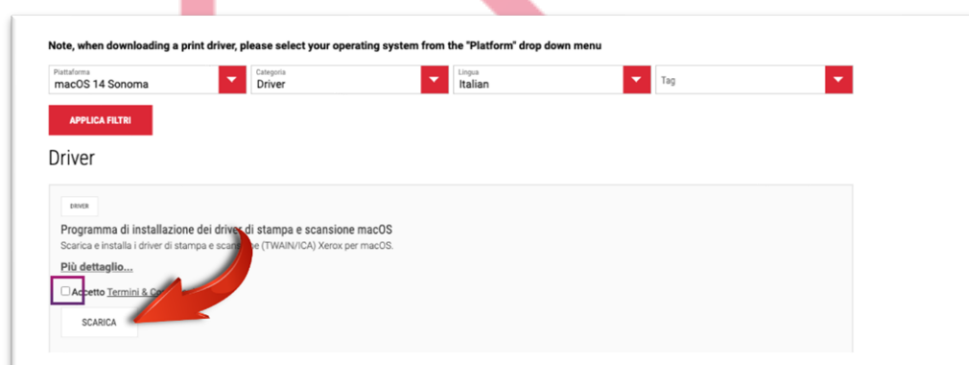 Note, when downloading a print driver, please select your operating system from the "Platform" drop down menu
Piattaforma
macOS 14 Sonoma
Categoria
Driver
Lingua
Italian
Tag
APPLICA FILTRI
Driver
DRIVER
Programma di installazione dei driver di stampa e scansione macOS
Scarica e installa i driver di stampa e scansione (TWAIN/ICA) Xerox per macOS.
Più dettaglio...
Accetto Termini &
SCARICA